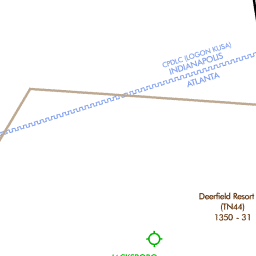 CPDLC (LOGON KUSA)
INDIANAPOLIS
ATLANTA
Deerfield Resort
(TN44)
1350 - 31